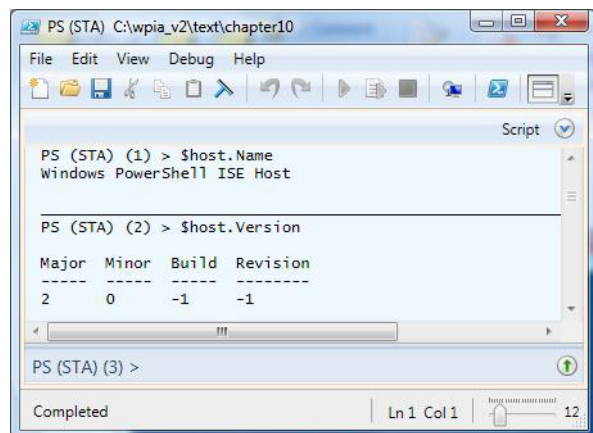 PS (STA) C:\wpia_v2\text\chapter10
File Edit View Debug Help
Script
PS (STA) (1) > $host.Name
Windows PowerShell ISE Host
PS (STA) (2) > $host.Version
Major Minor Build Revision
----- ----- ----- --------
2 0 -1 -1
PS (STA) (3) >
Completed
Ln 1 Col 1
12